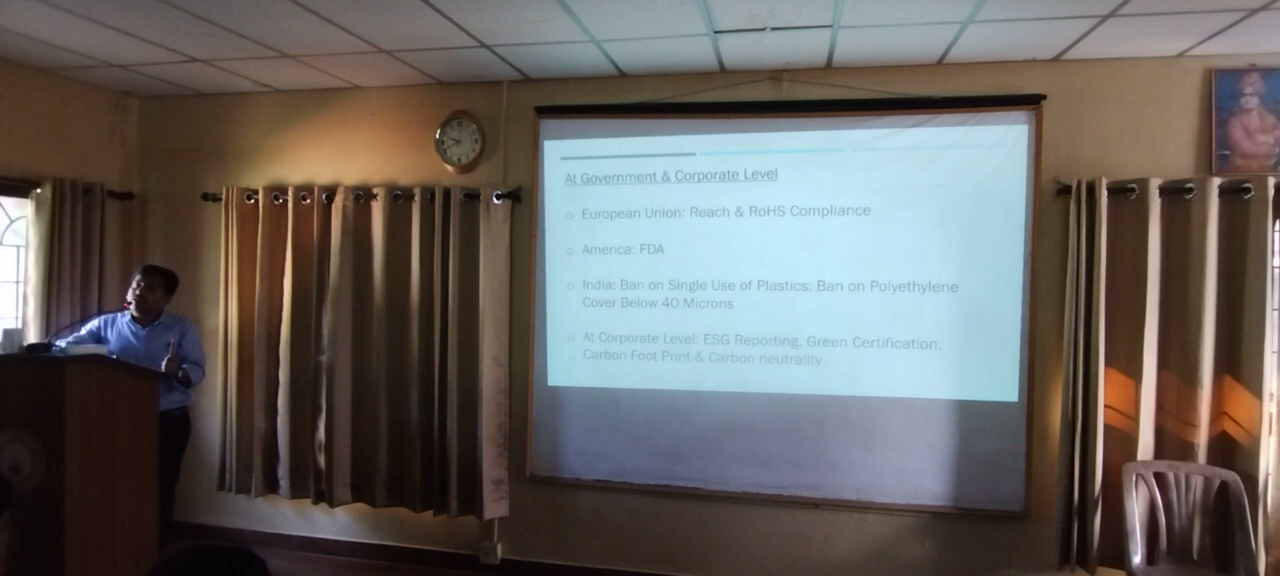 At Government & Corporate Level
European Union: Reach & RoHS Compliance
America: FDA
India: Ban on Single Use of Plastics: Ban on Polyethylene
Cover Below 40 Microns
At Corporate Level: ESG Reporting, Green Certification,
Carbon Foot Print & Carbon neutrality